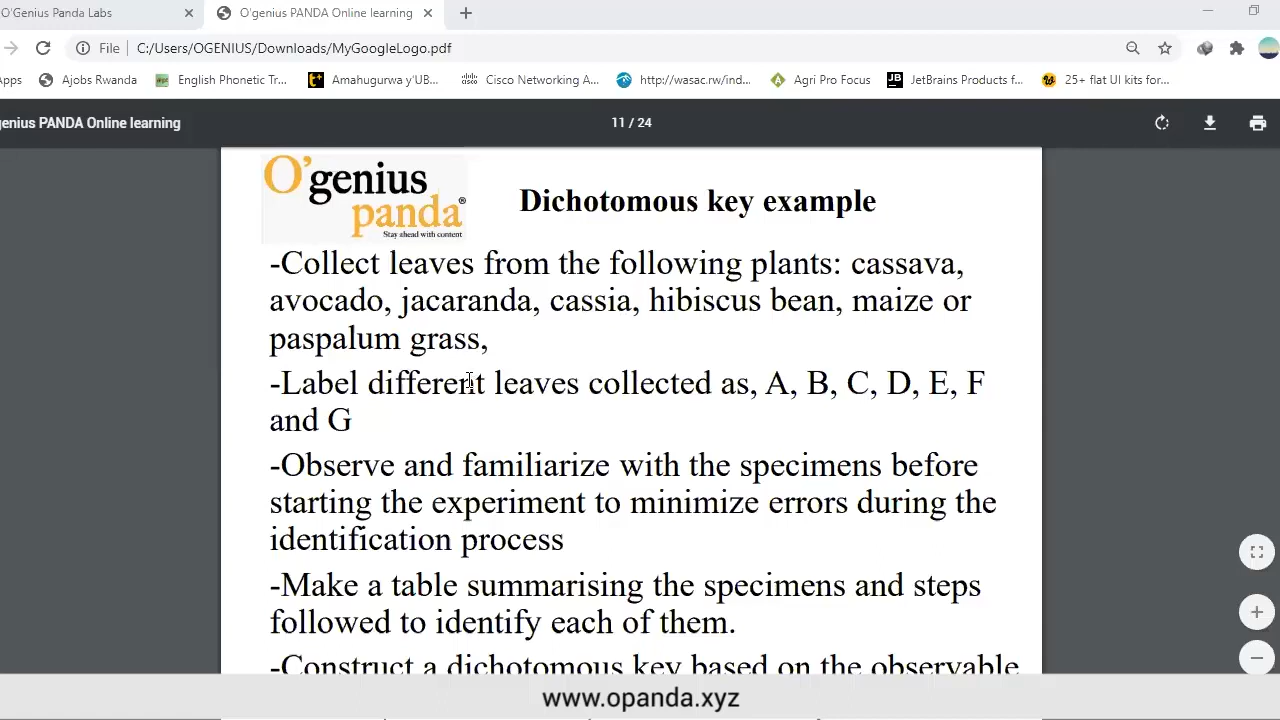 O'Genius Panda Labs
O'genius PANDA Online learning
File
C:/Users/OGENIUS/Downloads/MyGoogleLogo.pdf
Apps
Ajobs Rwanda
English Phonetic Tr...
Amahugurwa y'UB...
Cisco Networking A...
http://wasac.rw/ind...
Agri Pro Focus
JetBrains Products f...
25+ flat UI kits for...
genius PANDA Online learning
11 / 24
O'genius
panda®
Stay ahead with content
Dichotomous key example
-Collect leaves from the following plants: cassava,
avocado, jacaranda, cassia, hibiscus bean, maize or
paspalum grass,
-Label different leaves collected as, A, B, C, D, E, F
and G
-Observe and familiarize with the specimens before
starting the experiment to minimize errors during the
identification process
-Make a table summarising the specimens and steps
followed to identify each of them.
-Construct a dichotomous key based on the observable
www.opanda.xyz